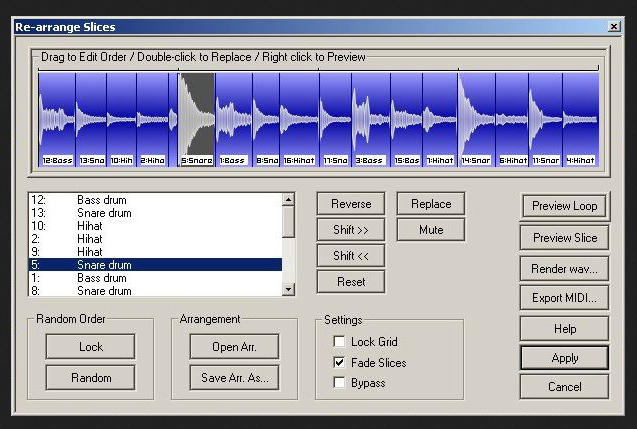 Re-arrange Slices
Drag to Edit Order / Double-click to Replace / Right click to Preview
12:Bass 13:Sna 10:Hih 2:Hiha 5:Snare 1:Bass 8:Sna 16:Hihat 11:Sna 3:Bass 15:Bas 7:Hihat 14:Snar 6:Hihat 11:Snar 4:Hihat
12: Bass drum
13: Snare drum
10: Hihat
2: Hihat
9: Hihat
5: Snare drum
1: Bass drum
8: Snare drum
Reverse
Shift >>
Shift <<
Reset
Replace
Mute
Preview Loop
Preview Slice
Render wav...
Export MIDI...
Help
Apply
Cancel
Random Order
Lock
Random
Arrangement
Open Arr.
Save Arr. As...
Settings
Lock Grid
Fade Slices
Bypass